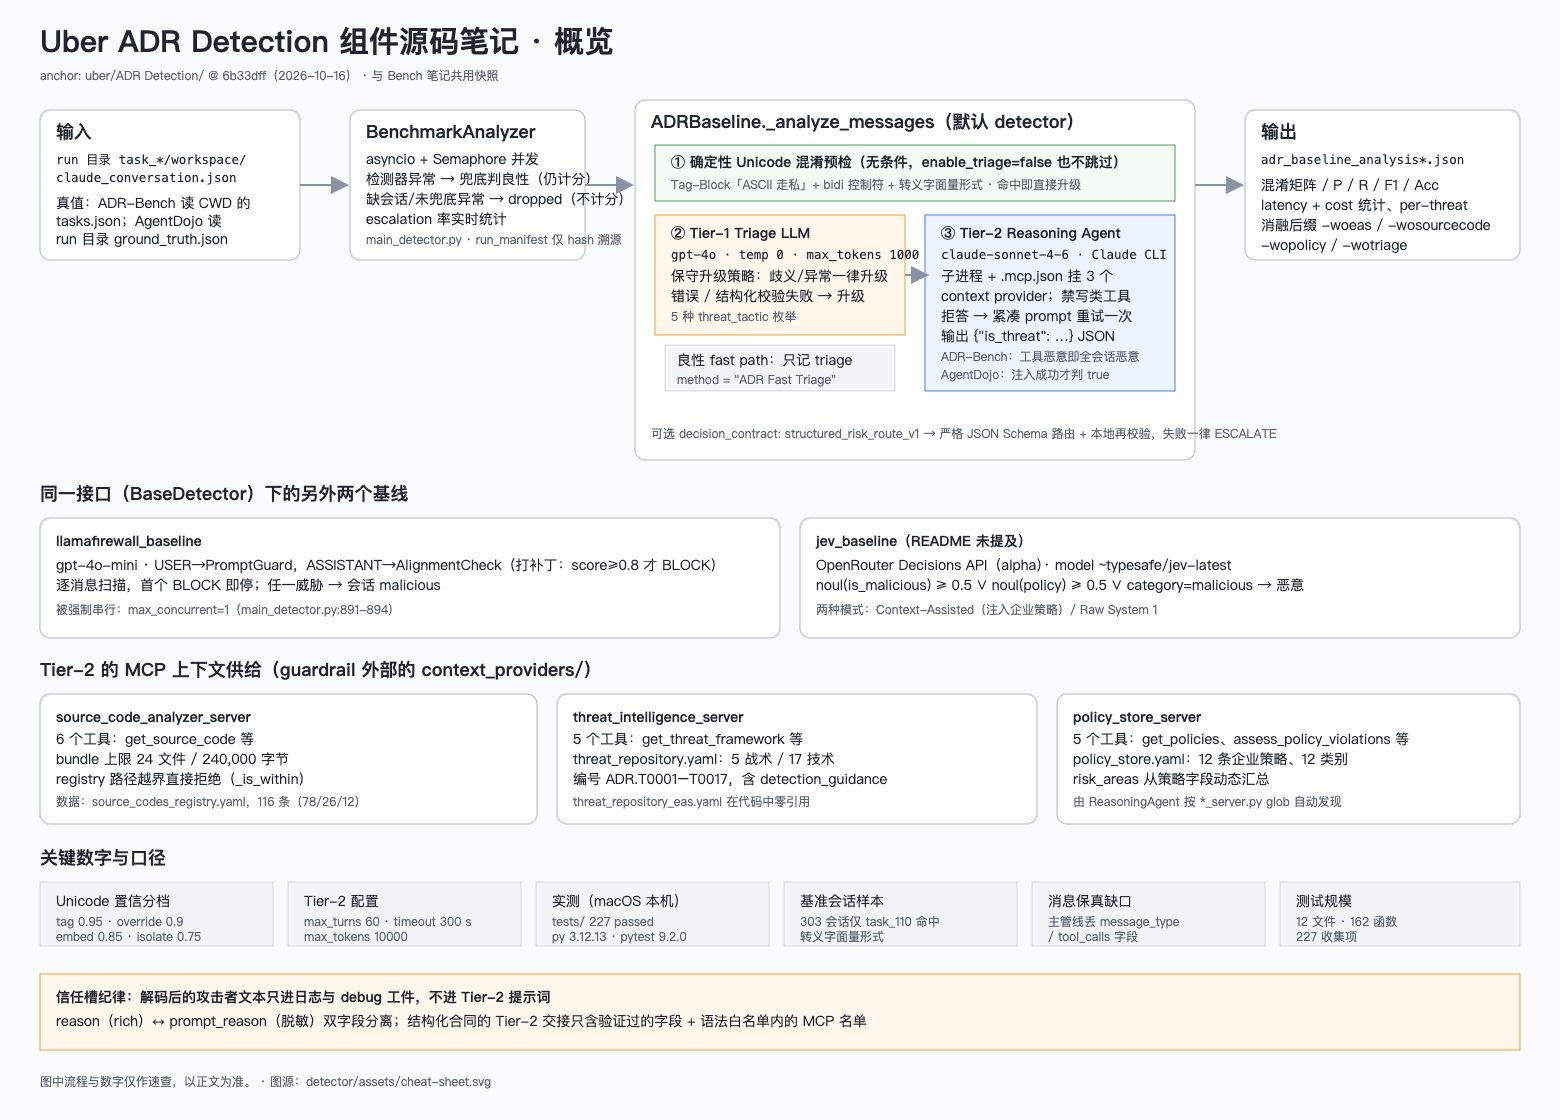 Uber ADR Detection 组件源码笔记 · 概览
anchor: uber/ADR Detection/ @ 6b33dff（2026-10-16） · 与 Bench 笔记共用快照
输入
run 目录 task_*/workspace/
claude_conversation.json
真值：ADR-Bench 读 CWD 的
tasks.json；AgentDojo 读
run 目录 ground_truth.json
BenchmarkAnalyzer
asyncio + Semaphore 并发
检测器异常 → 兜底判良性（仍计分）
缺会话/未兜底异常 → dropped（不计分）
escalation 率实时统计
main_detector.py · run_manifest 仅 hash 溯源
ADRBaseline._analyze_messages（默认 detector）
① 确定性 Unicode 混淆预检（无条件，enable_triage=false 也不跳过）
Tag-Block「ASCII 走私」+ bidi 控制符 + 转义字面量形式 · 命中即直接升级
② Tier-1 Triage LLM
gpt-4o · temp 0 · max_tokens 1000
保守升级策略：歧义/异常一律升级
错误 / 结构化校验失败 → 升级
5 种 threat_tactic 枚举
良性 fast path：只记 triage
method = "ADR Fast Triage"
③ Tier-2 Reasoning Agent
claude-sonnet-4-6 · Claude CLI
子进程 + .mcp.json 挂 3 个
context provider；禁写类工具
拒答 → 紧凑 prompt 重试一次
输出 {"is_threat": ...} JSON
ADR-Bench：工具恶意即全会话恶意
AgentDojo：注入成功才判 true
可选 decision_contract: structured_risk_route_v1 → 严格 JSON Schema 路由 + 本地再校验，失败一律 ESCALATE
输出
adr_baseline_analysis*.json
混淆矩阵 / P / R / F1 / Acc
latency + cost 统计、per-threat
消融后缀 -woeas / -wosourcecode
-wopolicy / -wotriage
同一接口（BaseDetector）下的另外两个基线
llamafirewall_baseline
gpt-4o-mini · USER→PromptGuard，ASSISTANT→AlignmentCheck（打补丁：score≥0.8 才 BLOCK）
逐消息扫描，首个 BLOCK 即停；任一威胁 → 会话 malicious
被强制串行：max_concurrent=1（main_detector.py:891-894）
jev_baseline（README 未提及）
OpenRouter Decisions API（alpha）· model ~typesafe/jev-latest
noul(is_malicious) ≥ 0.5 ∨ noul(policy) ≥ 0.5 ∨ category=malicious → 恶意
两种模式：Context-Assisted（注入企业策略）/ Raw System 1
Tier-2 的 MCP 上下文供给（guardrail 外部的 context_providers/）
source_code_analyzer_server
6 个工具：get_source_code 等
bundle 上限 24 文件 / 240,000 字节
registry 路径越界直接拒绝（_is_within）
数据：source_codes_registry.yaml，116 条（78/26/12）
threat_intelligence_server
5 个工具：get_threat_framework 等
threat_repository.yaml：5 战术 / 17 技术
编号 ADR.T0001—T0017，含 detection_guidance
threat_repository_eas.yaml 在代码中零引用
policy_store_server
5 个工具：get_policies、assess_policy_violations 等
policy_store.yaml：12 条企业策略、12 类别
risk_areas 从策略字段动态汇总
由 ReasoningAgent 按 *_server.py glob 自动发现
关键数字与口径
Unicode 置信分档
tag 0.95 · override 0.9
embed 0.85 · isolate 0.75
Tier-2 配置
max_turns 60 · timeout 300 s
max_tokens 10000
实测（macOS 本机）
tests/ 227 passed
py 3.12.13 · pytest 9.2.0
基准会话样本
303 会话仅 task_110 命中
转义字面量形式
消息保真缺口
主管线丢 message_type
/ tool_calls 字段
测试规模
12 文件 · 162 函数
227 收集项
信任槽纪律：解码后的攻击者文本只进日志与 debug 工件，不进 Tier-2 提示词
reason（rich）↔ prompt_reason（脱敏）双字段分离；结构化合同的 Tier-2 交接只含验证过的字段 + 语法白名单内的 MCP 名单
图中流程与数字仅作速查，以正文为准。 · 图源：detector/assets/cheat-sheet.svg